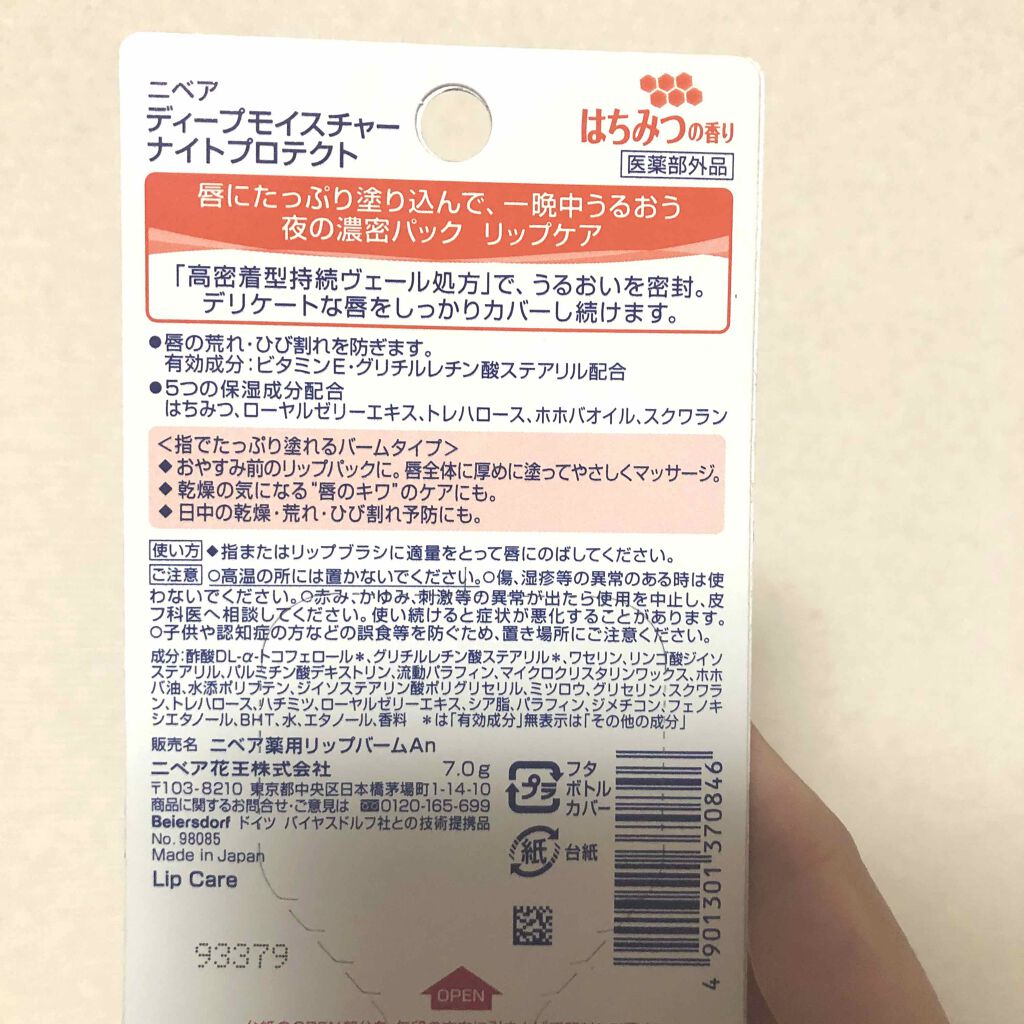 ニベア
ディープモイスチャー
ナイトプロテクト
はちみつの香り
医薬部外品
唇にたっぷり塗り込んで、一晩中うるおう
夜の濃密パック リップケア
「高密着型持続ヴェール処方」で、うるおいを密封。
デリケートな唇をしっかりカバーし続けます。
●唇の荒れ・ひび割れを防ぎます。
有効成分:ビタミンE・グリチルレチン酸ステアリル配合
●5つの保湿成分配合
はちみつ、ローヤルゼリーエキス、トレハロース、ホホバオイル、スクワラン
<指でたっぷり塗れるバームタイプ>
◆おやすみ前のリップパックに。唇全体に厚めに塗ってやさしくマッサージ。
◆乾燥の気になる“唇のキワ”のケアにも。
◆日中の乾燥・荒れ・ひび割れ予防にも。
使い方 ◆指またはリップブラシに適量をとって唇にのばしてください。
ご注意 ○高温の所には置かないでください。○傷、湿疹等の異常のある時は使
わないでください。○赤み、かゆみ、刺激等の異常が出たら使用を中止し、皮
フ科医へ相談してください。使い続けると症状が悪化することがあります。
○子供や認知症の方などの誤食等を防ぐため、置き場所にご注意ください。
成分:酢酸DL-α-トコフェロール*、グリチルレチン酸ステアリル*、ワセリン、リンゴ酸ジイソ
ステアリル、パルミチン酸デキストリン、流動パラフィン、マイクロクリスタリンワックス、ホホ
バ油、水添ポリブテン、ジイソステアリン酸ポリグリセリル、ミツロウ、グリセリン、スクワラ
ン、トレハロース、ハチミツ、ローヤルゼリーエキス、シア脂、パラフィン、ジメチコン、フェノキ
シエタノール、BHT、水、エタノール、香料 *は「有効成分」無表示は「その他の成分」
販売名 ニベア薬用リップバームAn
ニベア花王株式会社 7.0g
〒103-8210 東京都中央区日本橋茅場町1-14-10
商品に関するお問合せ・ご意見は 0120-165-699
Beiersdorf ドイツ バイヤスドルフ社との技術提携品
No. 98085
Made in Japan
Lip Care
プラ
フタ
ボトル
カバー
紙 台紙
4 901301 370846
93379
OPEN